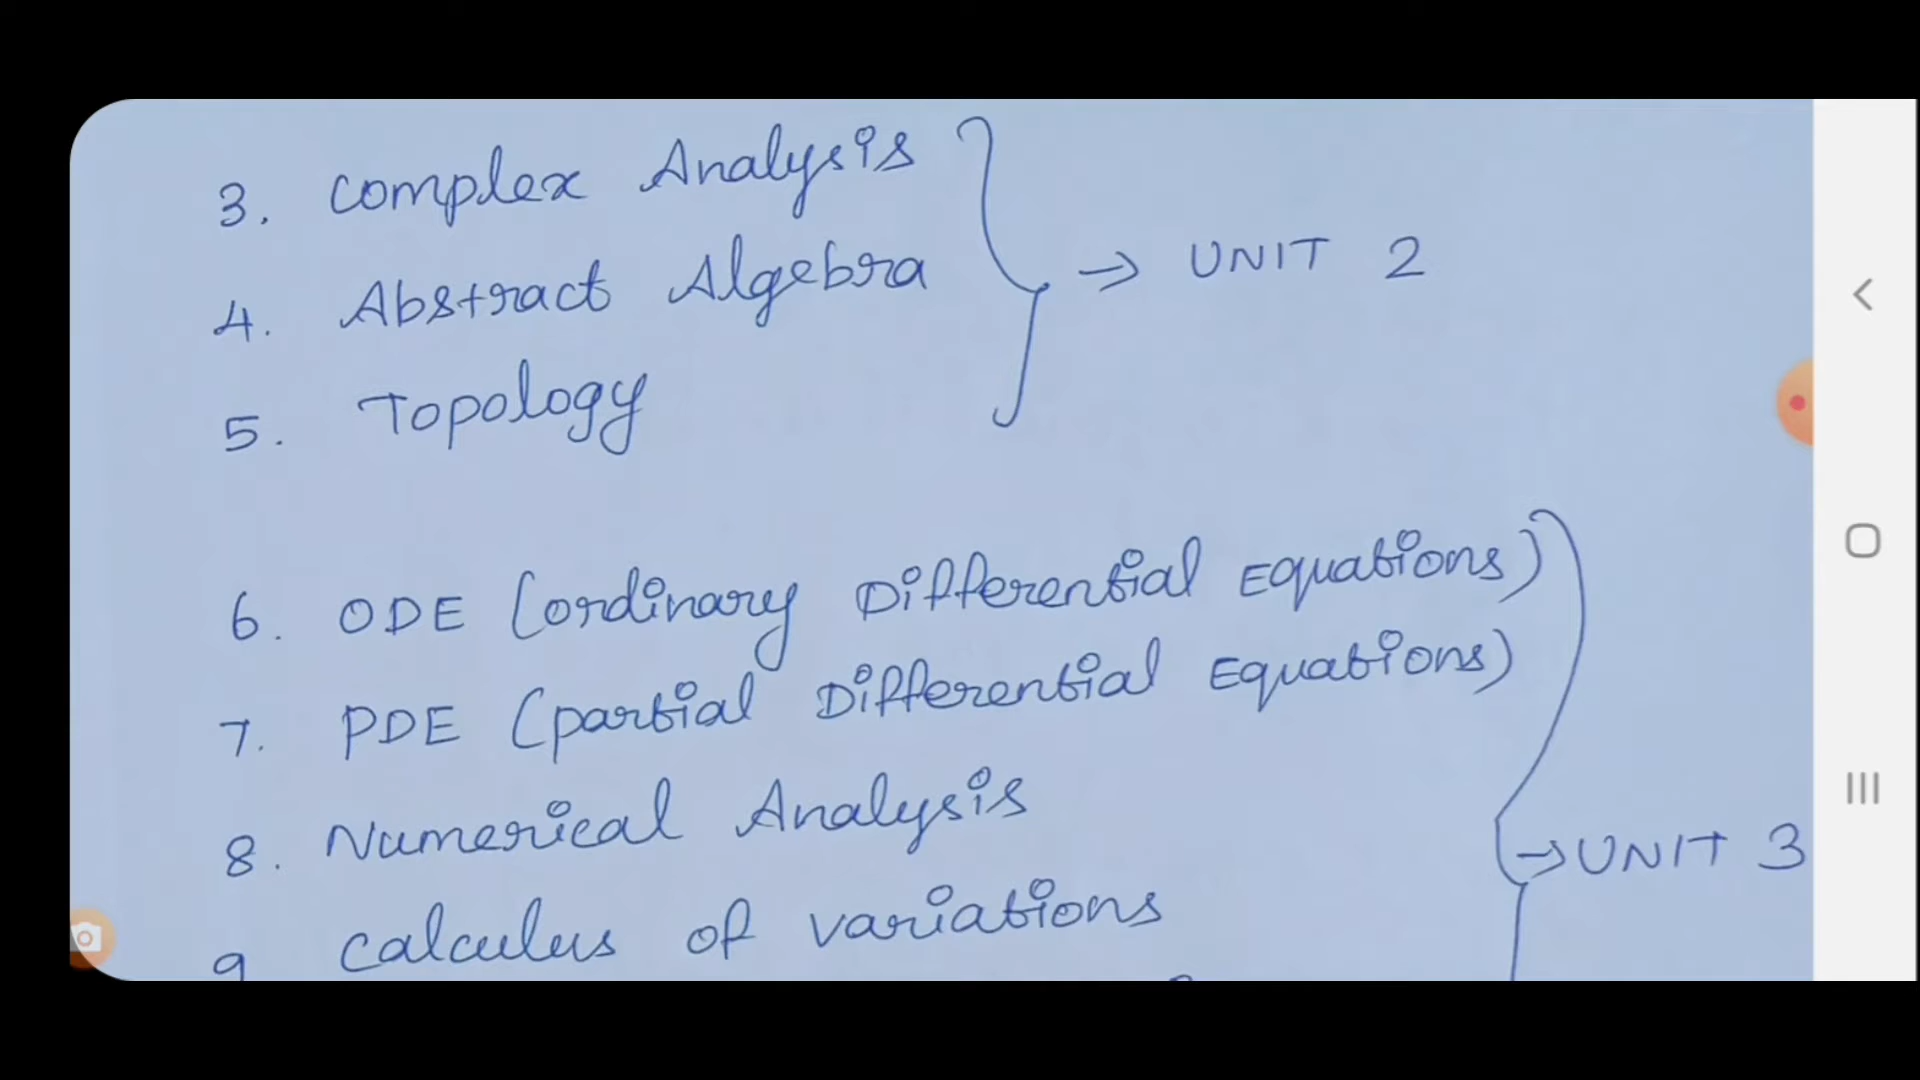 3. Complex Analysis
4. Abstract Algebra
→ UNIT 2
5. Topology
6. ODE (ordinary Differential Equations)
7. PDE (partial Differential Equations)
8. Numerical Analysis
→ UNIT 3
9 Calculus of variations